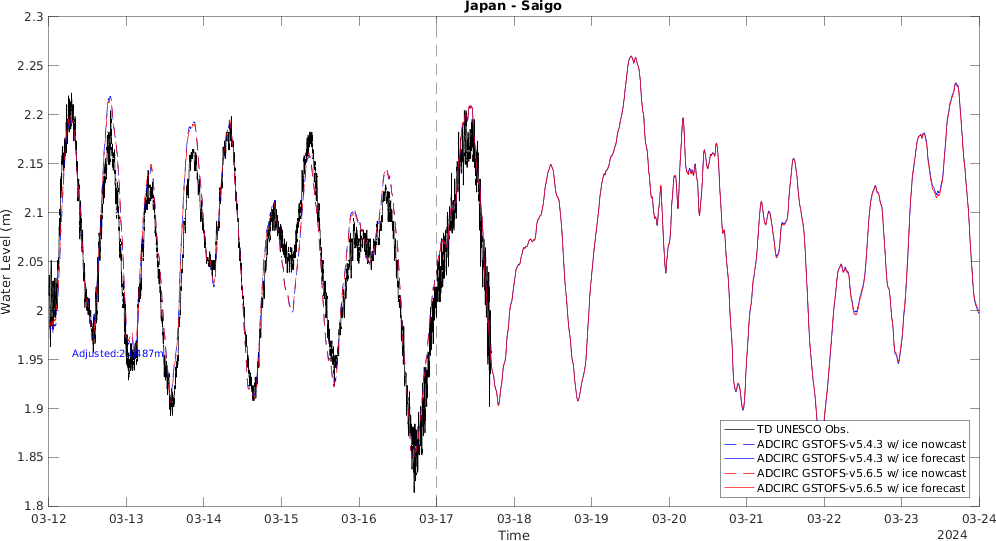 Japan - Saigo
Water Level (m)
2.3
2.25
2.2
2.15
2.1
2.05
2
1.95
1.9
1.85
1.8
TD UNESCO Obs.
ADCIRC GSTOFS-v5.4.3 w/ ice nowcast
ADCIRC GSTOFS-v5.4.3 w/ ice forecast
ADCIRC GSTOFS-v5.6.5 w/ ice nowcast
ADCIRC GSTOFS-v5.6.5 w/ ice forecast
03-12 03-13 03-14 03-15 03-16 03-17 03-18 03-19 03-20 03-21 03-22 03-23 03-24
Time
2024